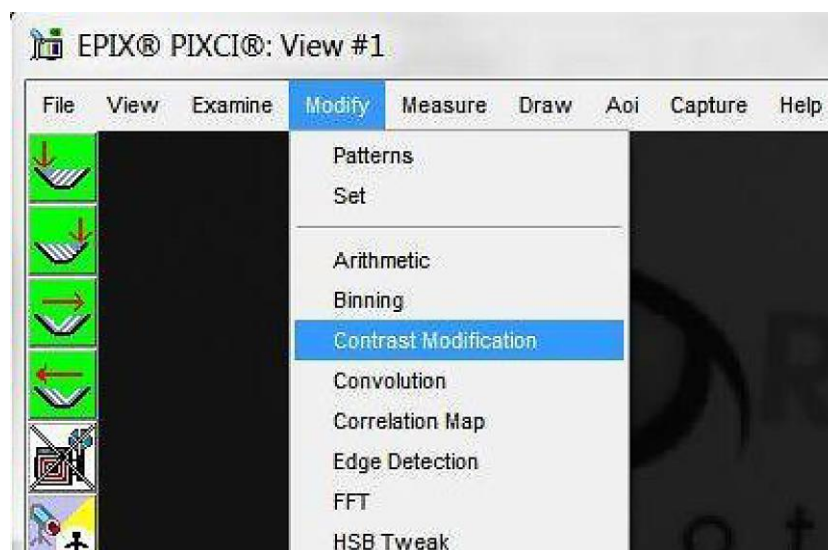 EPIX® PIXCI®: View #1
File View Examine Modify Measure Draw Aoi Capture Help
Patterns
Set
Arithmetic
Binning
Contrast Modification
Convolution
Correlation Map
Edge Detection
FFT
HSB Tweak
R
o t